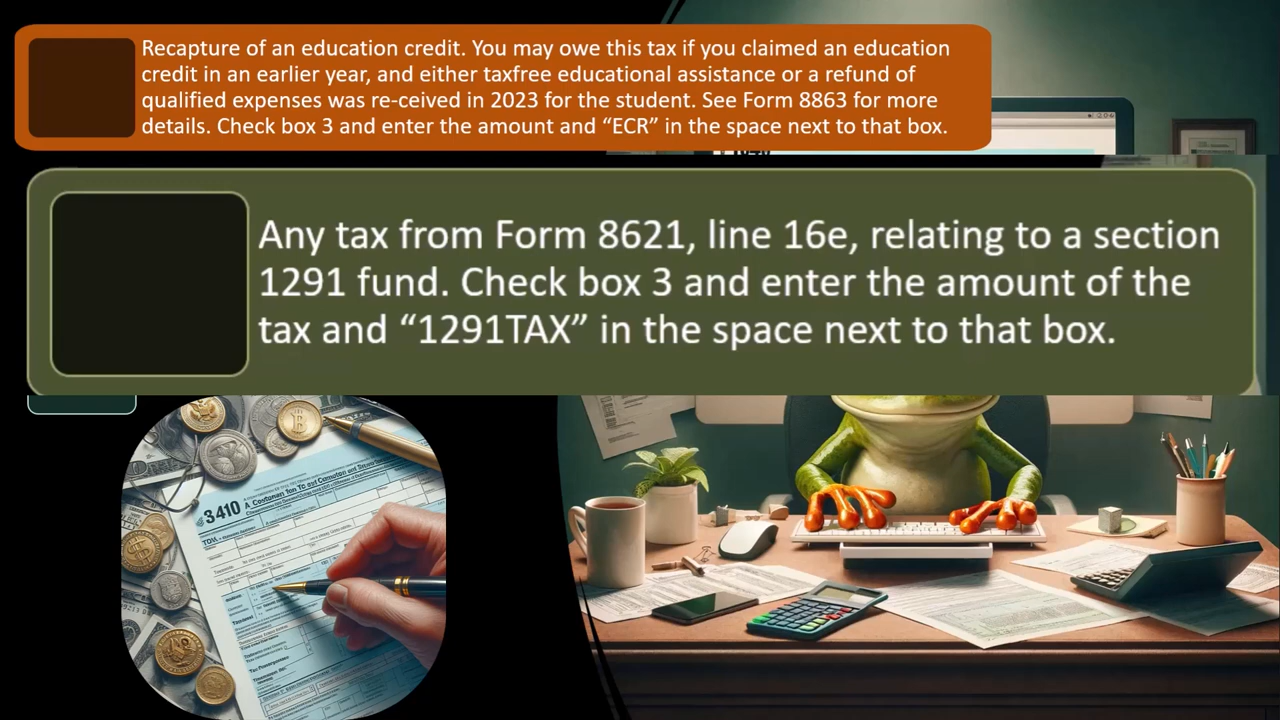 Recapture of an education credit. You may owe this tax if you claimed an education
credit in an earlier year, and either taxfree educational assistance or a refund of
qualified expenses was re-ceived in 2023 for the student. See Form 8863 for more
details. Check box 3 and enter the amount and “ECR” in the space next to that box.
Any tax from Form 8621, line 16e, relating to a section
1291 fund. Check box 3 and enter the amount of the
tax and “1291TAX” in the space next to that box.
3410